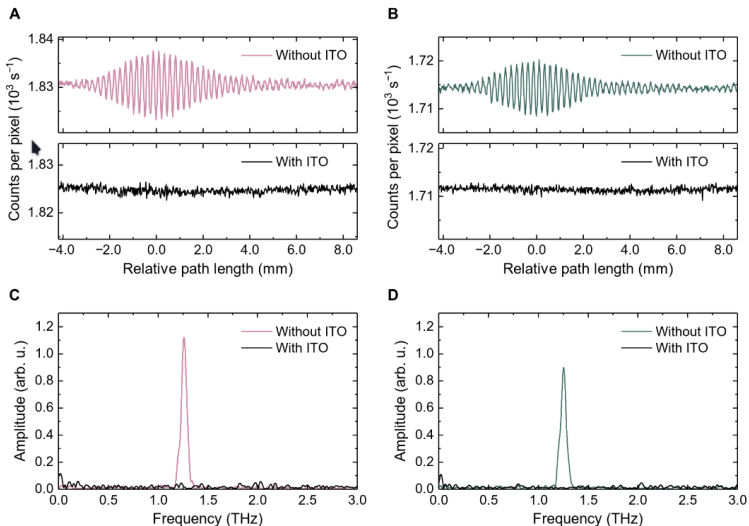 A
Counts per pixel (10³ s⁻¹)
1.84
1.83
Without ITO
1.83
1.82
With ITO
−4.0 −2.0 0.0 2.0 4.0 6.0 8.0
Relative path length (mm)
B
Counts per pixel (10³ s⁻¹)
1.72
1.71
Without ITO
1.72
1.71
With ITO
−4.0 −2.0 0.0 2.0 4.0 6.0 8.0
Relative path length (mm)
C
Amplitude (arb. u.)
1.2
1.0
0.8
0.6
0.4
0.2
0.0
Without ITO
With ITO
0.0 0.5 1.0 1.5 2.0 2.5 3.0
Frequency (THz)
D
Amplitude (arb. u.)
1.2
1.0
0.8
0.6
0.4
0.2
0.0
Without ITO
With ITO
0.0 0.5 1.0 1.5 2.0 2.5 3.0
Frequency (THz)